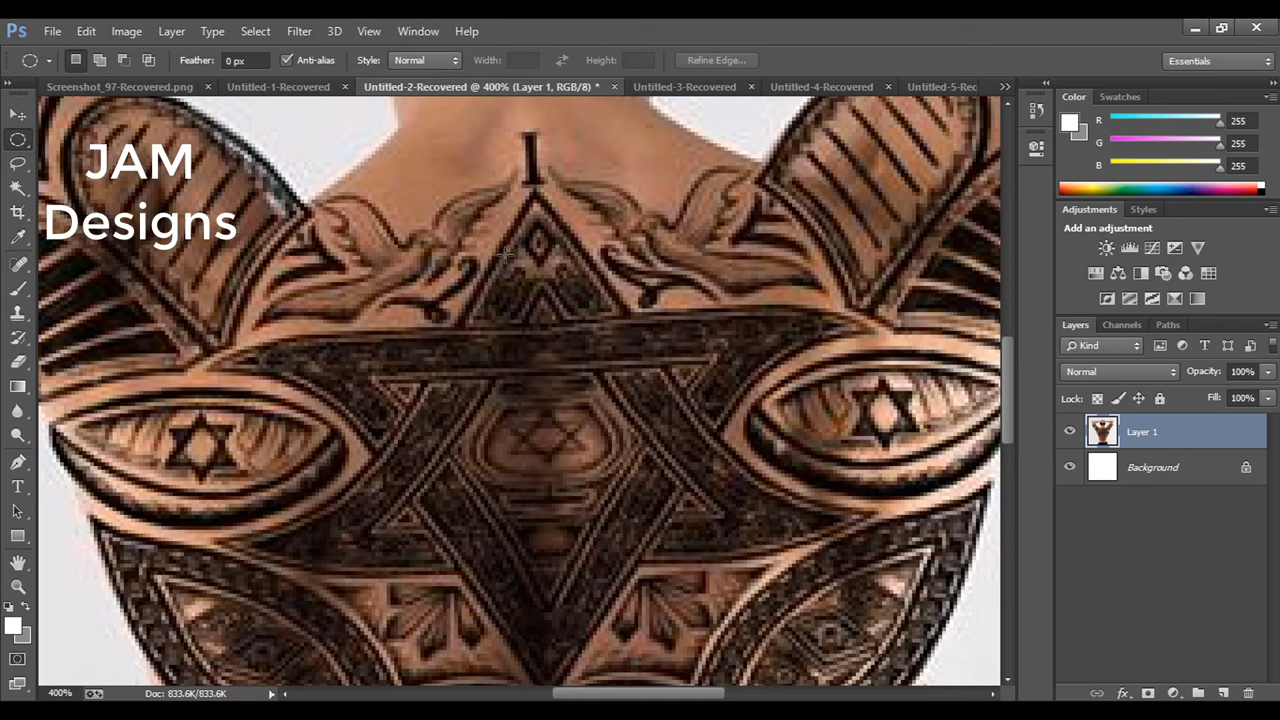 Ps File Edit Image Layer Type Select Filter 3D View Window Help
Feather: 0 px Anti-alias Style: Normal Width: Height: Refine Edge... Essentials
Screenshot_97-Recovered.png × Untitled-1-Recovered × Untitled-2-Recovered @ 400% (Layer 1, RGB/8) * × Untitled-3-Recovered × Untitled-4-Recovered × Untitled-5-Rec
Color Swatches
R 255
G 255
B 255
JAM
Designs
I
Adjustments Styles
Add an adjustment
Layers Channels Paths
Kind
Normal Opacity: 100%
Lock: Fill: 100%
Layer 1
Background
400% Doc: 833.6K/833.6K